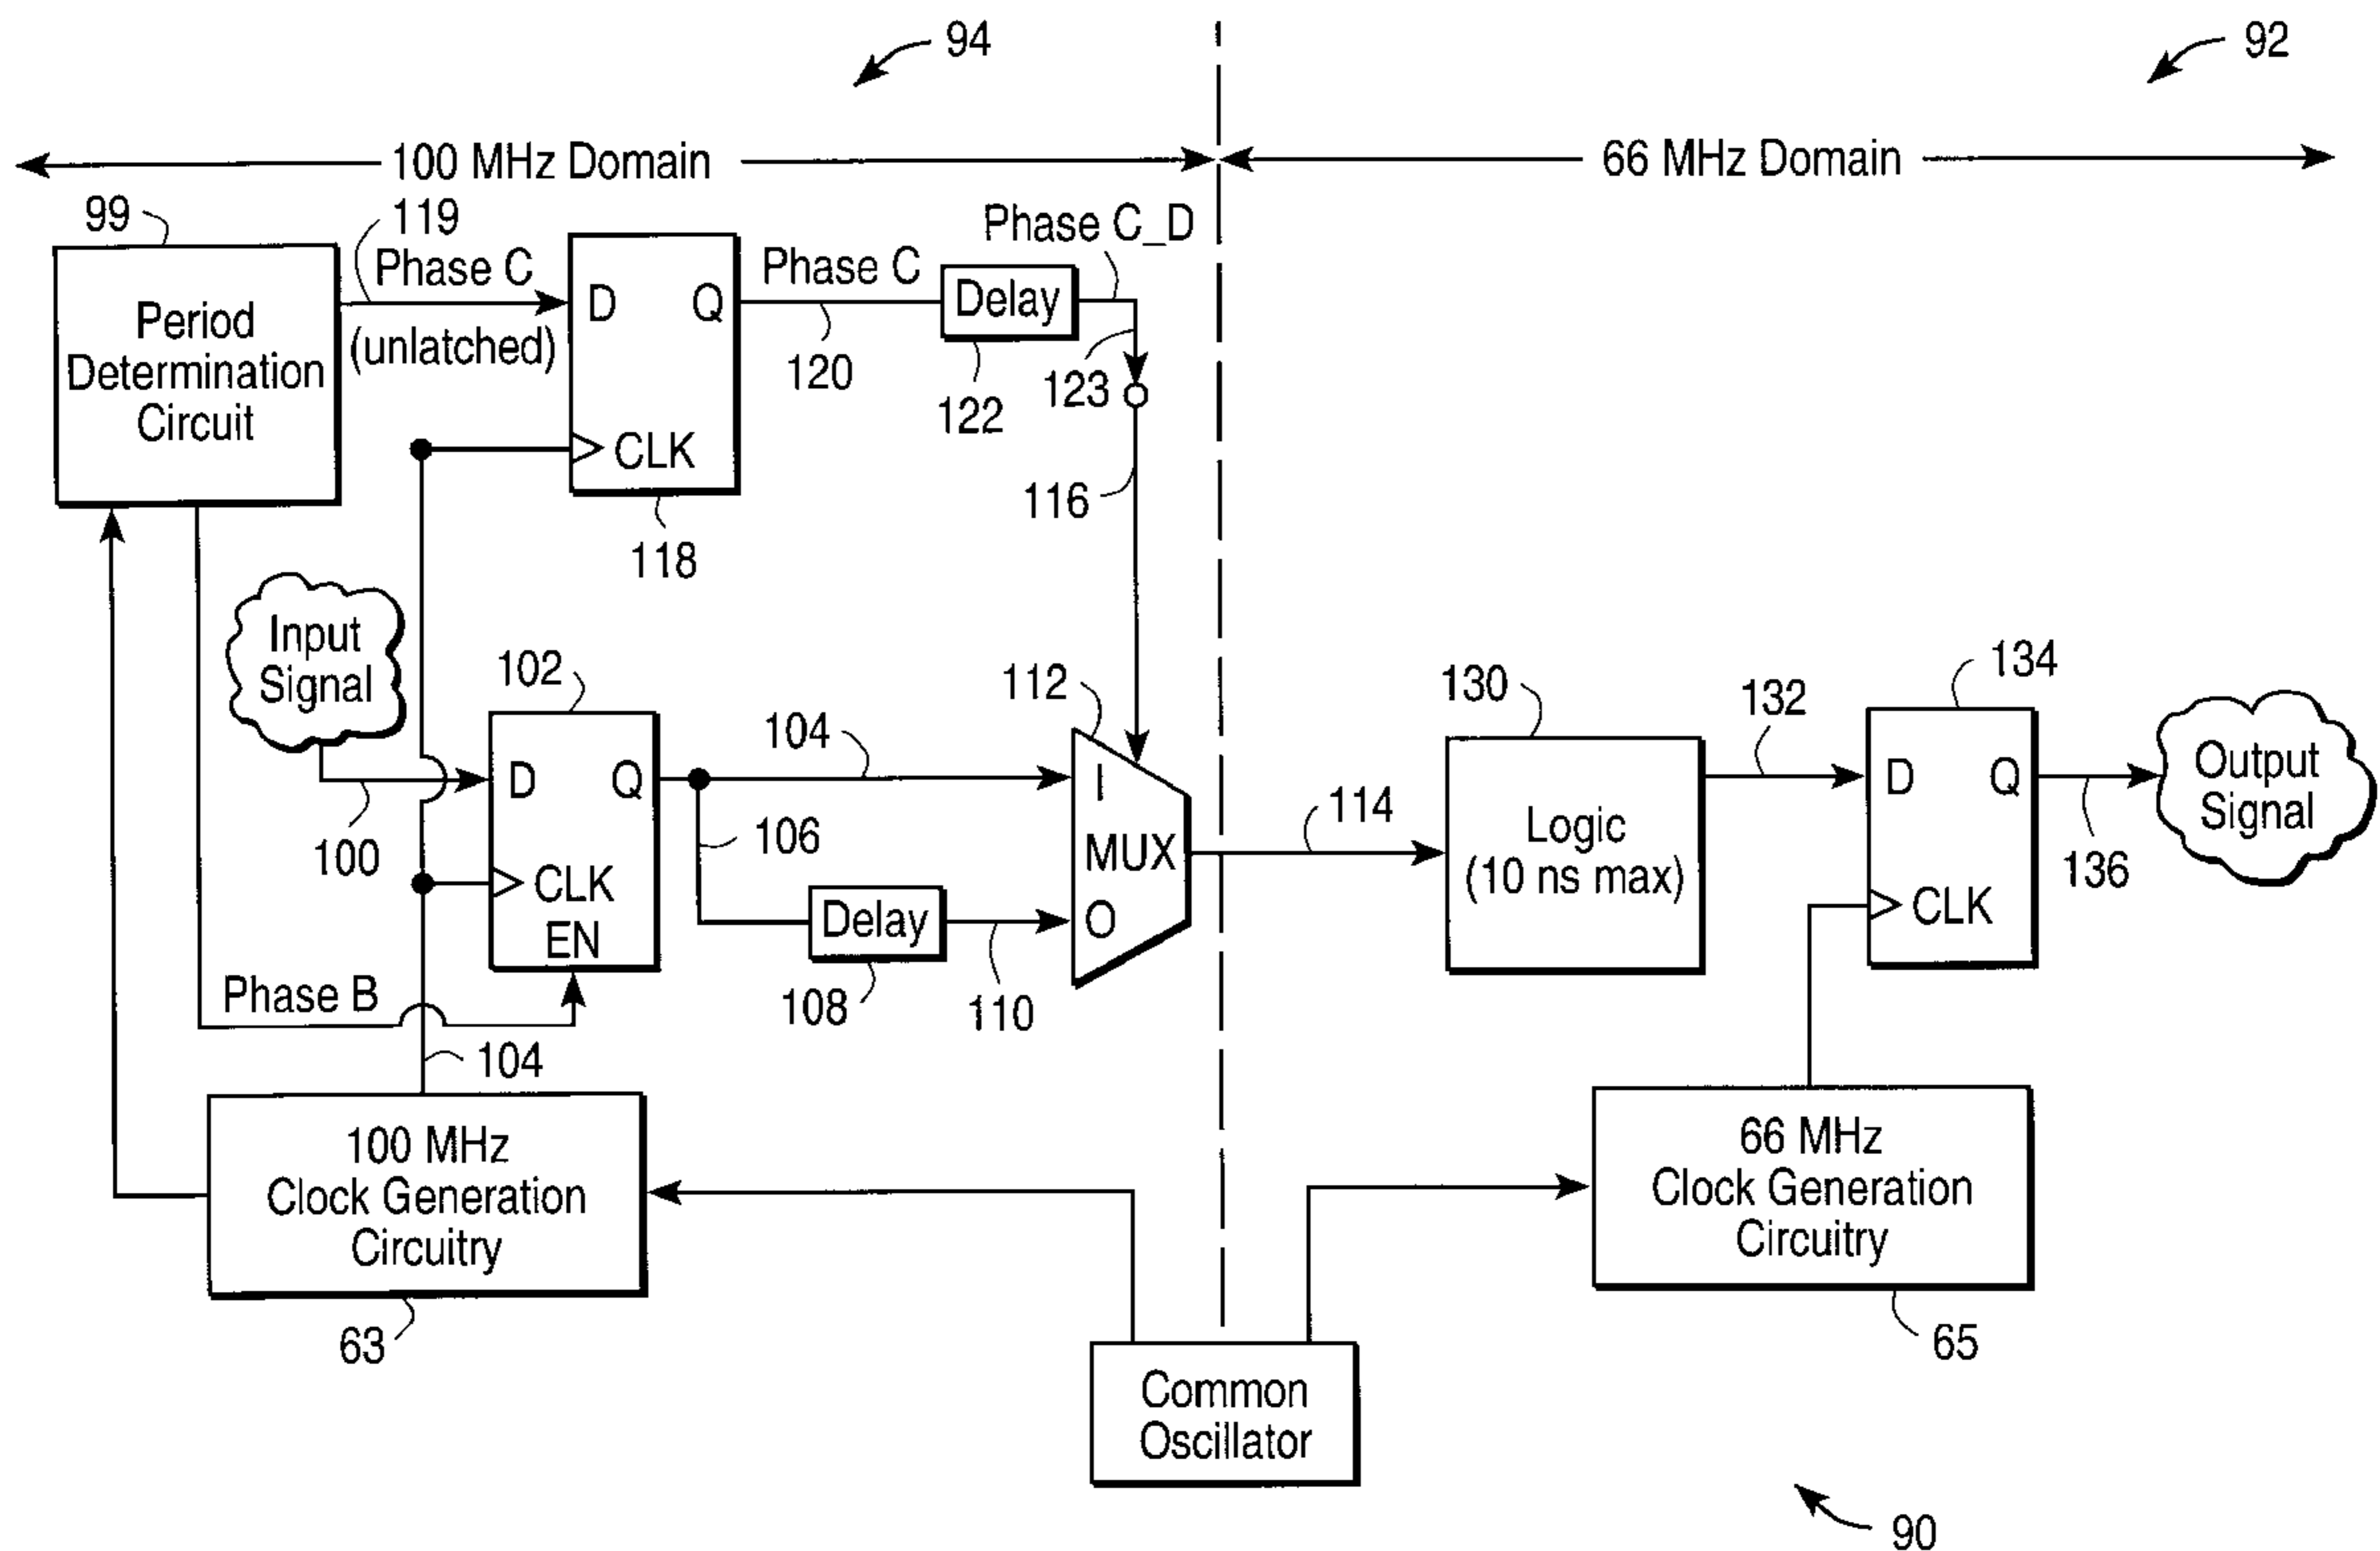 94
92
100 MHz Domain
66 MHz Domain
99
119
Phase C
(unlatched)
Period
Determination
Circuit
D
Q
CLK
118
Phase C
120
Delay
122
Phase C_D
123
116
Input
Signal
100
102
D
Q
CLK
EN
104
106
Delay
108
110
112
I
MUX
O
114
130
Logic
(10 ns max)
132
134
D
Q
CLK
136
Output
Signal
Phase B
104
100 MHz
Clock Generation
Circuitry
63
66 MHz
Clock Generation
Circuitry
65
Common
Oscillator
90